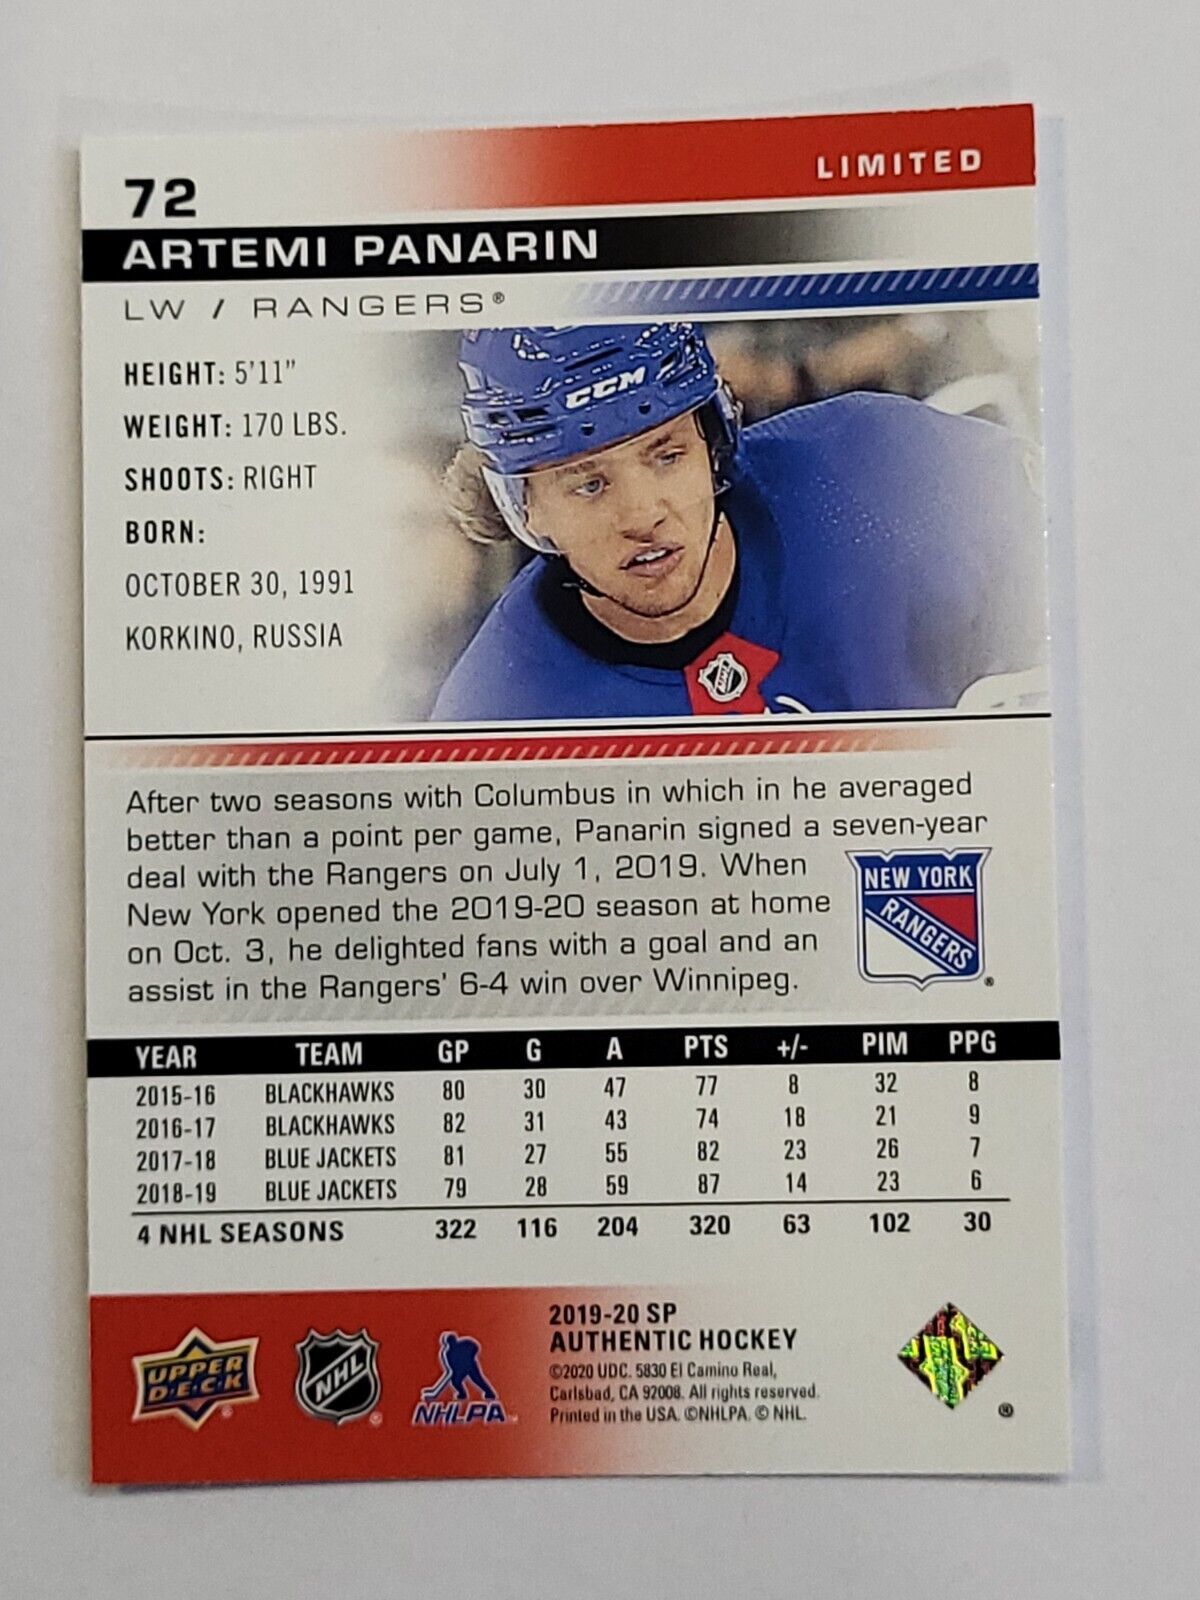 LIMITED
72
ARTEMI PANARIN
LW / RANGERS®
HEIGHT: 5'11"
WEIGHT: 170 LBS.
SHOOTS: RIGHT
BORN:
OCTOBER 30, 1991
KORKINO, RUSSIA
CCM
NHL
After two seasons with Columbus in which in he averaged
better than a point per game, Panarin signed a seven-year
deal with the Rangers on July 1, 2019. When
New York opened the 2019-20 season at home
on Oct. 3, he delighted fans with a goal and an
assist in the Rangers' 6-4 win over Winnipeg.
NEW YORK
RANGERS
®
YEAR TEAM GP G A PTS +/- PIM PPG
2015-16 BLACKHAWKS 80 30 47 77 8 32 8
2016-17 BLACKHAWKS 82 31 43 74 18 21 9
2017-18 BLUE JACKETS 81 27 55 82 23 26 7
2018-19 BLUE JACKETS 79 28 59 87 14 23 6
4 NHL SEASONS 322 116 204 320 63 102 30
UPPER
DECK
®
NHL
®
NHLPA
2019-20 SP
AUTHENTIC HOCKEY
©2020 UDC. 5830 El Camino Real,
Carlsbad, CA 92008. All rights reserved.
Printed in the USA. ©NHLPA. © NHL.
®